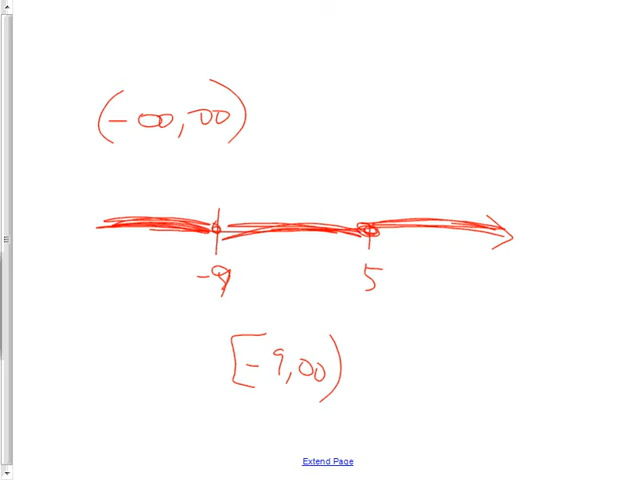 (-∞, ∞)
-9 5
[-9, ∞)
Extend Page